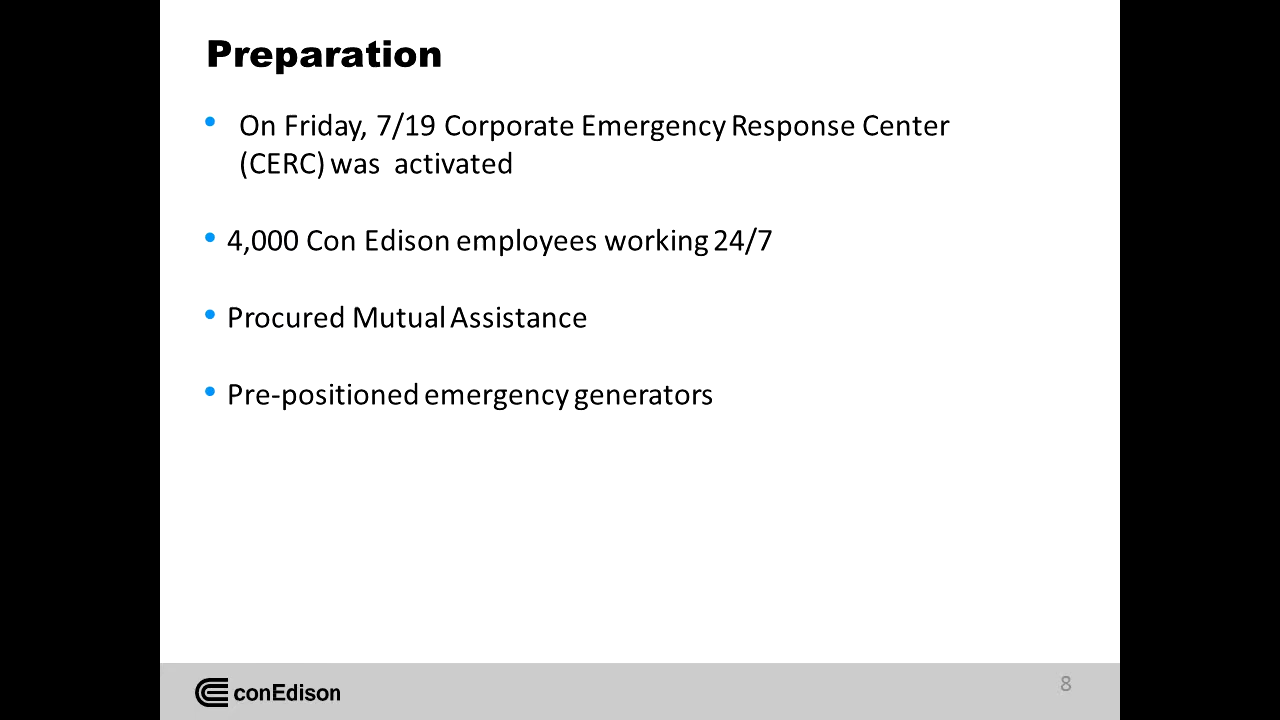 Preparation
• On Friday, 7/19 Corporate Emergency Response Center
(CERC) was activated
• 4,000 Con Edison employees working 24/7
• Procured Mutual Assistance
• Pre-positioned emergency generators
conEdison
8